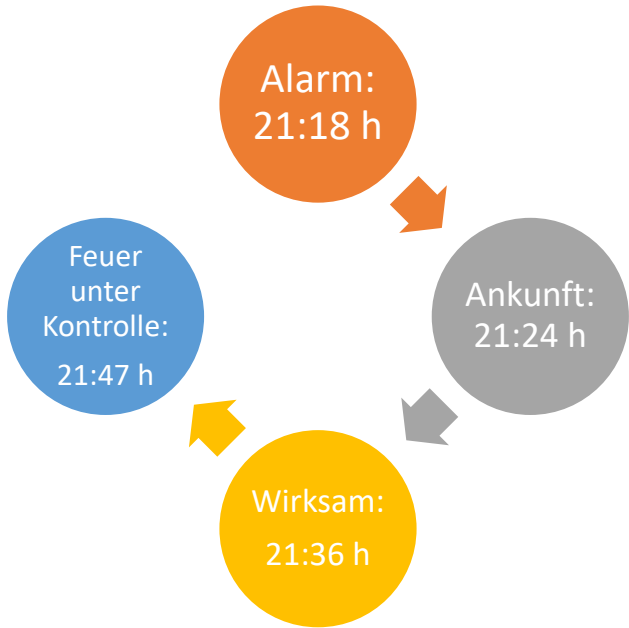 Alarm:
21:18 h
Ankunft:
21:24 h
Wirksam:
21:36 h
Feuer
unter
Kontrolle:
21:47 h